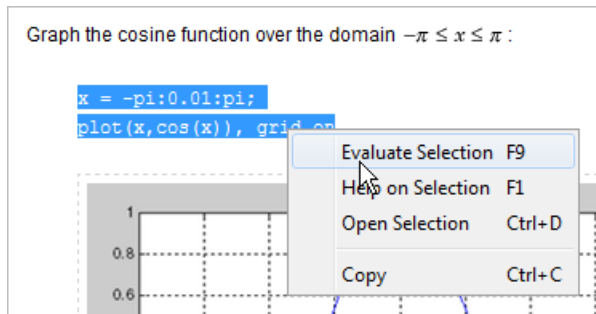 Graph the cosine function over the domain −π ≤ x ≤ π :
x = -pi:0.01:pi;
plot(x,cos(x)), grid on
Evaluate Selection F9
Help on Selection F1
Open Selection Ctrl+D
Copy Ctrl+C
1
0.8
0.6